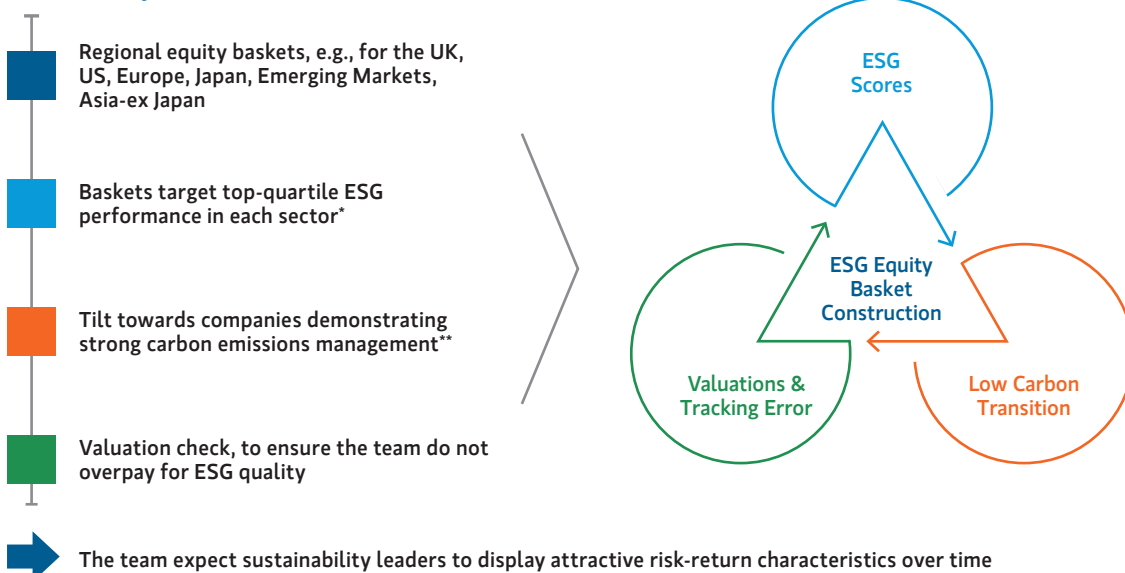 Regional equity baskets, e.g., for the UK,
US, Europe, Japan, Emerging Markets,
Asia-ex Japan
Baskets target top-quartile ESG
performance in each sector*
Tilt towards companies demonstrating
strong carbon emissions management**
Valuation check, to ensure the team do not
overpay for ESG quality
ESG
Scores
ESG Equity
Basket
Construction
Valuations &
Tracking Error
Low Carbon
Transition
The team expect sustainability leaders to display attractive risk-return characteristics over time